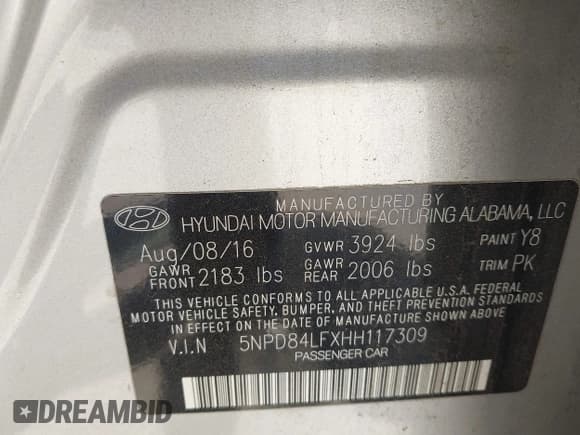 MANUFACTURED BY
HYUNDAI MOTOR MANUFACTURING ALABAMA, LLC
Aug/08/16 GVWR 3924 lbs PAINT Y8
GAWR FRONT 2183 lbs GAWR REAR 2006 lbs TRIM PK
THIS VEHICLE CONFORMS TO ALL APPLICABLE U.S.A. FEDERAL
MOTOR VEHICLE SAFETY, BUMPER, AND THEFT PREVENTION STANDARDS
IN EFFECT ON THE DATE OF MANUFACTURE SHOWN ABOVE.
V.I.N 5NPD84LFXHH117309
PASSENGER CAR
DREAMBID